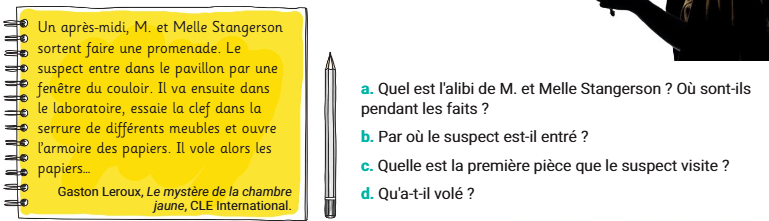 Un après-midi, M. et Melle Stangerson
sortent faire une promenade. Le
suspect entre dans le pavillon par une
fenêtre du couloir. Il va ensuite dans
le laboratoire, essaie la clef dans la
serrure de différents meubles et ouvre
l'armoire des papiers. Il vole alors les
papiers...
Gaston Leroux, Le mystère de la chambre
jaune, CLE International.
a. Quel est l'alibi de M. et Melle Stangerson ? Où sont-ils
pendant les faits ?
b. Par où le suspect est-il entré ?
c. Quelle est la première pièce que le suspect visite ?
d. Qu'a-t-il volé ?